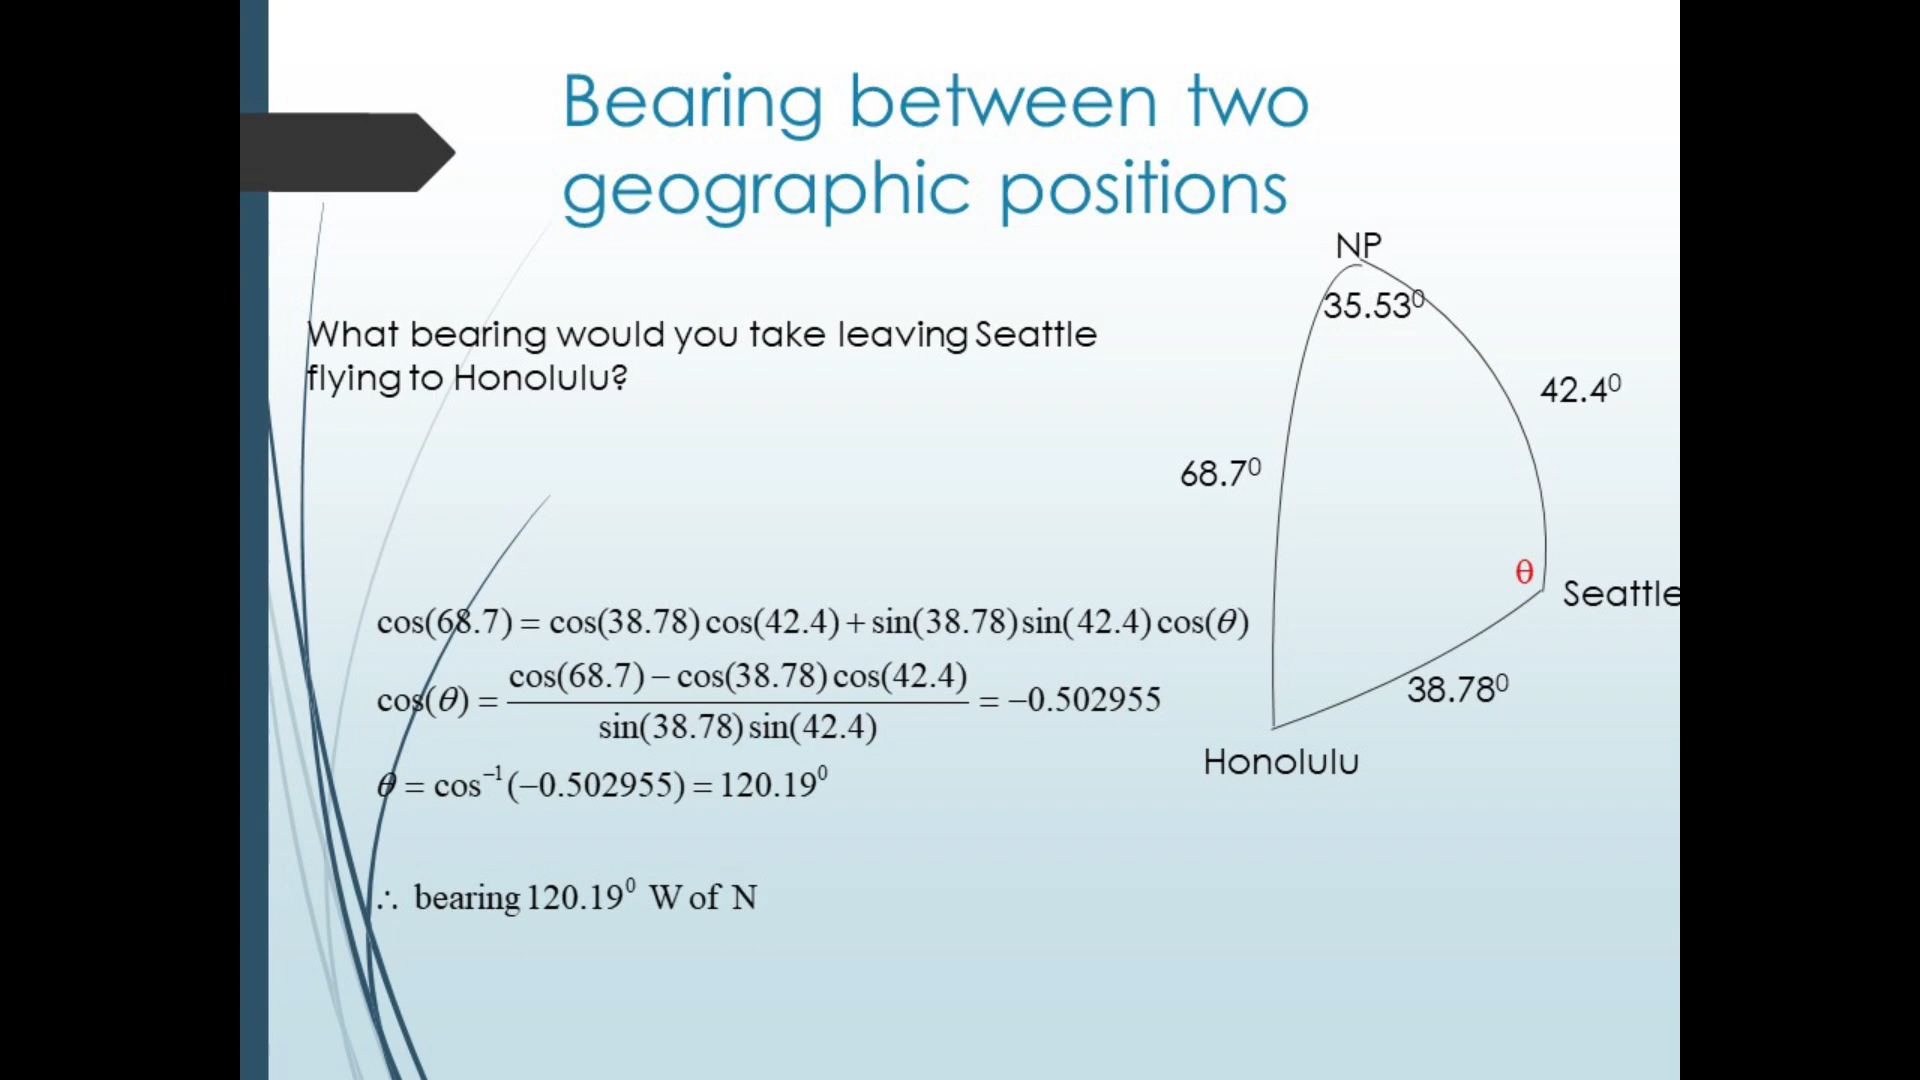 Bearing between two
geographic positions
NP
35.53⁰
What bearing would you take leaving Seattle
flying to Honolulu?
42.4⁰
68.7⁰
θ
Seattle
cos(68.7) = cos(38.78) cos(42.4) + sin(38.78) sin(42.4) cos(θ)
cos(θ) = cos(68.7) − cos(38.78) cos(42.4) / sin(38.78) sin(42.4) = −0.502955
38.78⁰
Honolulu
θ = cos⁻¹(−0.502955) = 120.19⁰
∴ bearing 120.19⁰ W of N